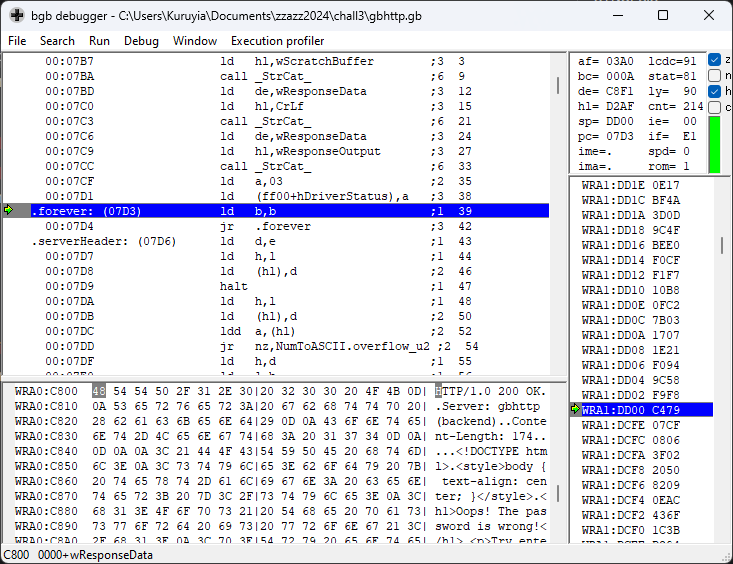 bgb debugger - C:\Users\Kuruyia\Documents\zzazz2024\chall3\gbhttp.gb
File Search Run Debug Window Execution profiler
00:07B7 ld hl,wScratchBuffer ;3 3
00:07BA call _StrCat_ ;6 9
00:07BD ld de,wResponseData ;3 12
00:07C0 ld hl,CrLf ;3 15
00:07C3 call _StrCat_ ;6 21
00:07C6 ld de,wResponseData ;3 24
00:07C9 ld hl,wResponseOutput ;3 27
00:07CC call _StrCat_ ;6 33
00:07CF ld a,03 ;2 35
00:07D1 ld (ff00+hDriverStatus),a ;3 38
.forever: (07D3) ld b,b ;1 39
00:07D4 jr .forever ;3 42
.serverHeader: (07D6) ld d,e ;1 43
00:07D7 ld h,l ;1 44
00:07D8 ld (hl),d ;2 46
00:07D9 halt ;1 47
00:07DA ld h,l ;1 48
00:07DB ld (hl),d ;2 50
00:07DC ldd a,(hl) ;2 52
00:07DD jr nz,NumToASCII.overflow_u2 ;2 54
00:07DF ld h,d ;1 55
af= 03A0 lcdc=91
bc= 000A stat=81
de= C8F1 ly= 90
hl= D2AF cnt= 214
sp= DD00 ie= 00
pc= 07D3 if= E1
ime=. spd= 0
ima=. rom= 1
z
n
h
c
WRA1:DD1E 0E17
WRA1:DD1C BF4A
WRA1:DD1A 3D0D
WRA1:DD18 9C4F
WRA1:DD16 BEE0
WRA1:DD14 F0CF
WRA1:DD12 F1F7
WRA1:DD10 10B8
WRA1:DD0E 0FC2
WRA1:DD0C 7B03
WRA1:DD0A 1707
WRA1:DD08 1E21
WRA1:DD06 F094
WRA1:DD04 9C58
WRA1:DD02 F9F8
WRA1:DD00 C479
WRA1:DCFE 07CF
WRA1:DCFC 0806
WRA1:DCFA 3F02
WRA1:DCF8 2050
WRA1:DCF6 8209
WRA1:DCF4 0EAC
WRA1:DCF2 436F
WRA1:DCF0 1C3B
WRA0:C800 48 54 54 50 2F 31 2E 30|20 32 30 30 20 4F 4B 0D| HTTP/1.0 200 OK.
WRA0:C810 0A 53 65 72 76 65 72 3A|20 67 62 68 74 74 70 20| .Server: gbhttp
WRA0:C820 28 62 61 63 6B 65 6E 64|29 0D 0A 43 6F 6E 74 65| (backend)..Conte
WRA0:C830 6E 74 2D 4C 65 6E 67 74|68 3A 20 31 37 34 0D 0A| nt-Length: 174..
WRA0:C840 0D 0A 0A 3C 21 44 4F 43|54 59 50 45 20 68 74 6D| ...<!DOCTYPE htm
WRA0:C850 6C 3E 0A 3C 73 74 79 6C|65 3E 62 6F 64 79 20 7B| l>.<style>body {
WRA0:C860 20 74 65 78 74 2D 61 6C|69 67 6E 3A 20 63 65 6E| text-align: cen
WRA0:C870 74 65 72 3B 20 7D 3C 2F|73 74 79 6C 65 3E 0A 3C| ter; }</style>.<
WRA0:C880 68 31 3E 4F 6F 70 73 21|20 54 68 65 20 70 61 73| h1>Oops! The pas
WRA0:C890 73 77 6F 72 64 20 69 73|20 77 72 6F 6E 67 21 3C| sword is wrong!<
WRA0:C8A0 2F 68 31 3E 0A 3C 70 3E|54 72 79 20 65 6E 74 65| /h1>.<p>Try ente
C800 0000+wResponseData